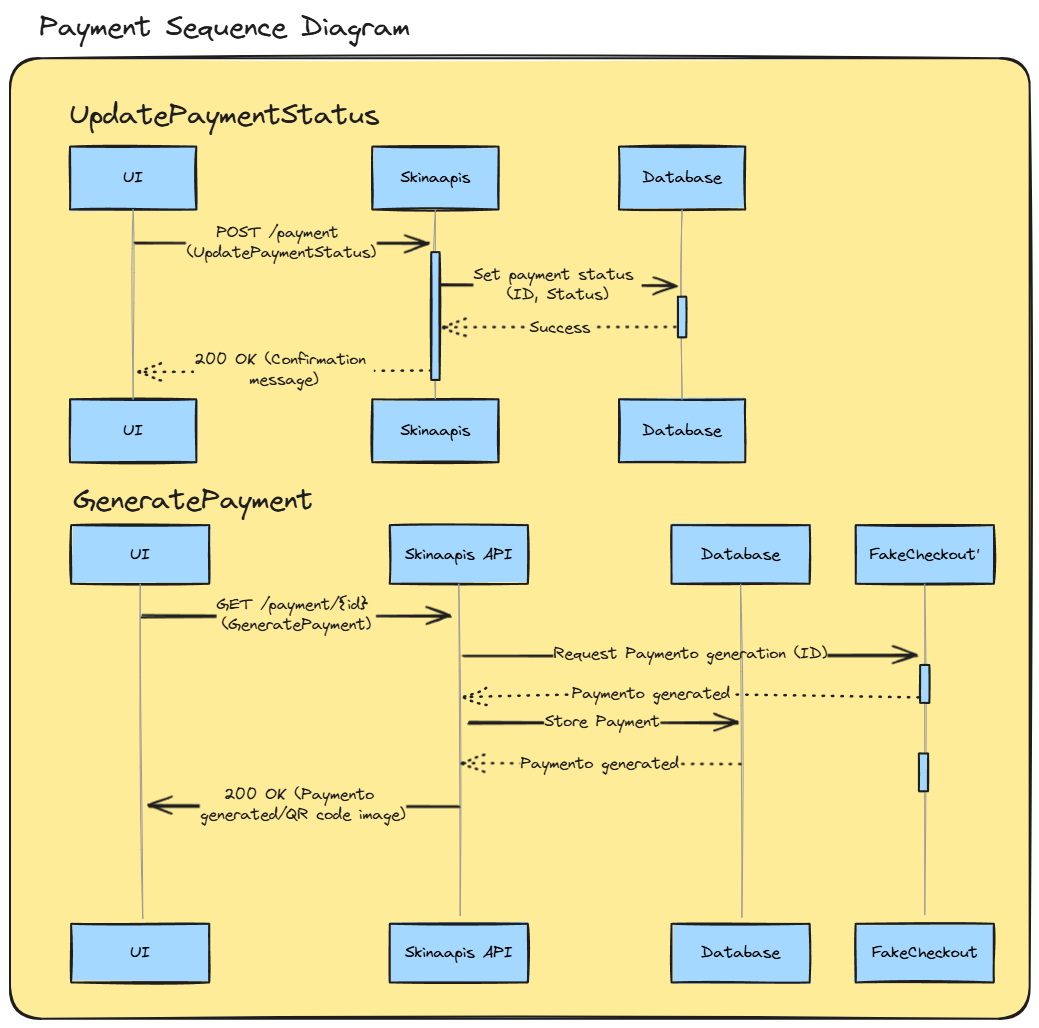 Payment Sequence Diagram
UpdatePaymentStatus
UI
Skinaapis
Database
POST /payment
(UpdatePaymentStatus)
Set payment status
(ID, Status)
Success
200 OK (Confirmation
message)
UI
Skinaapis
Database
GeneratePayment
UI
Skinaapis API
Database
FakeCheckout'
GET /payment/{id}
(GeneratePayment)
Request Paymento generation (ID)
Paymento generated
Store Payment
Paymento generated
200 OK (Paymento
generated/QR code image)
UI
Skinaapis API
Database
FakeCheckout